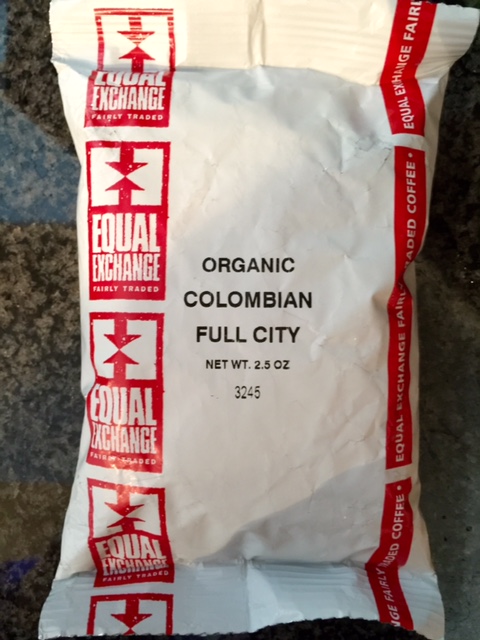 EQUAL
EXCHANGE
FAIRLY TRADED
EQUAL
EXCHANGE
FAIRLY TRADED
EQUAL
EXCHANGE
FAIRLY TRADED
EQUAL
EXCHANGE
FAIRLY TRADED
ORGANIC
COLOMBIAN
FULL CITY
NET WT. 2.5 OZ
3245
EQUAL EXCHANGE
COFFEE •
EQUAL EXCHANGE
FAIRLY
COFFEE •